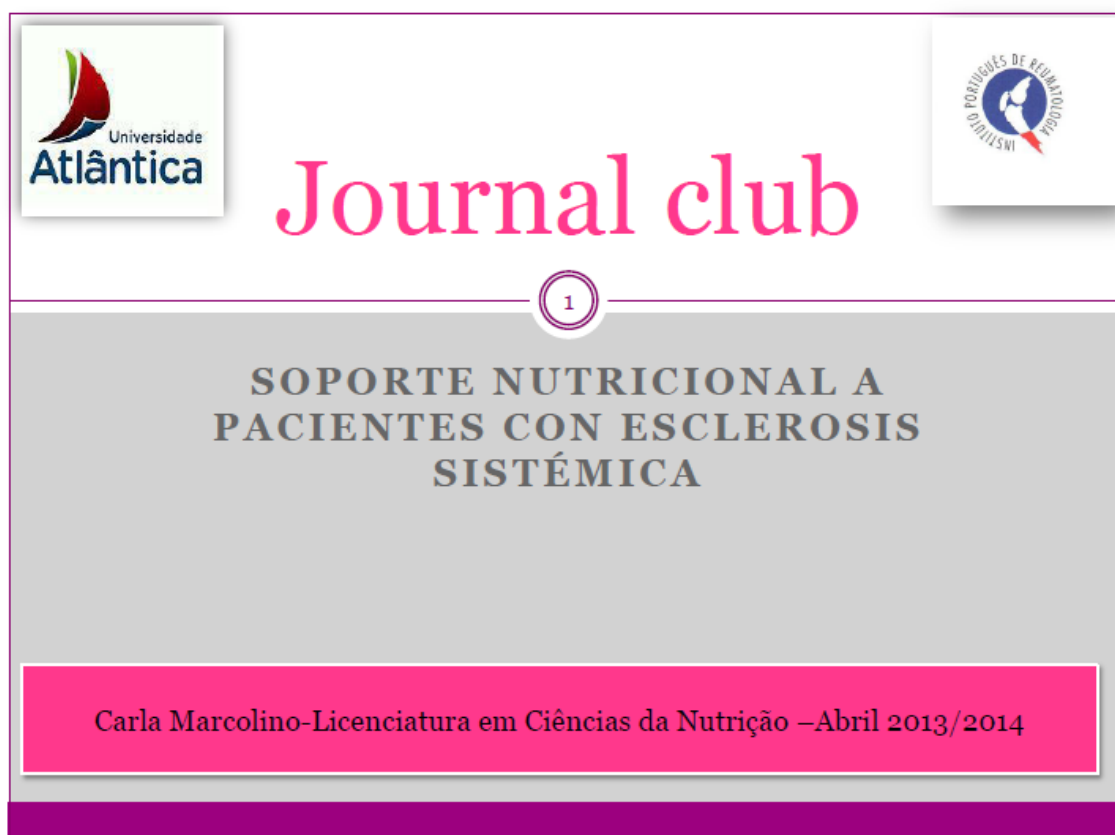 Universidade
Atlântica
INSTITUTO PORTUGUÊS DE REUMATOLOGIA
Journal club
1
SOPORTE NUTRICIONAL A
PACIENTES CON ESCLEROSIS
SISTÉMICA
Carla Marcolino-Licenciatura em Ciências da Nutrição –Abril 2013/2014